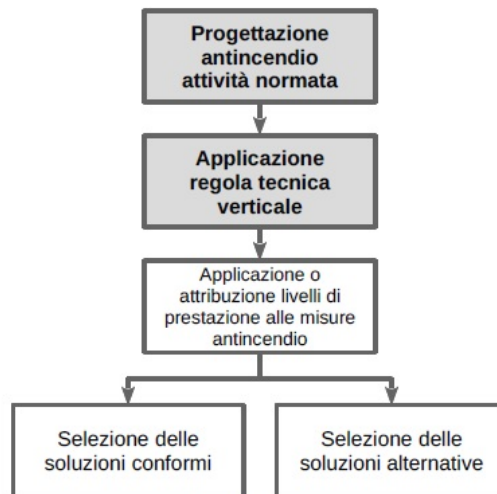 Progettazione
antincendio
attività normata
Applicazione
regola tecnica
verticale
Applicazione o
attribuzione livelli di
prestazione alle misure
antincendio
Selezione delle
soluzioni conformi
Selezione delle
soluzioni alternative